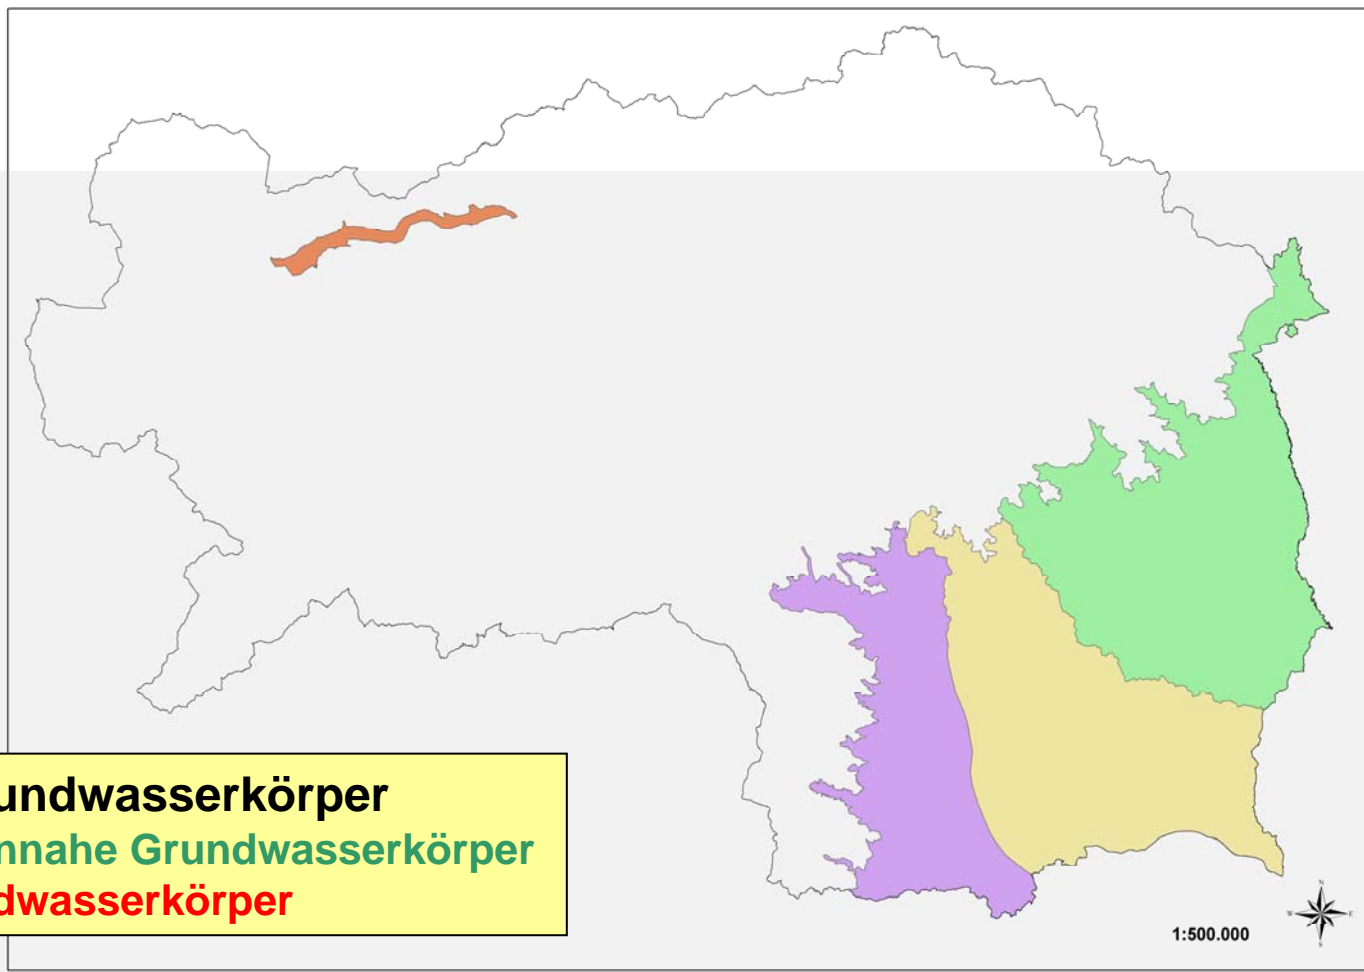 undwasserkörper
nnahe Grundwasserkörper
dwasserkörper
N
W E
S
1:500.000